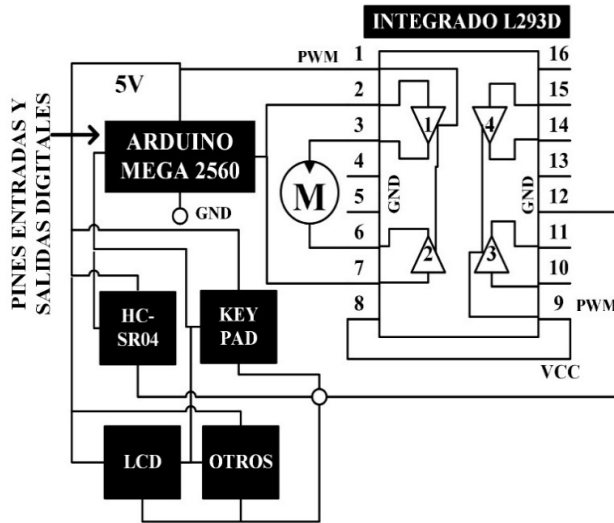 INTEGRADO L293D
PWM
1
2
3
4
5
6
7
8
16
15
14
13
12
11
10
9
PWM
GND
GND
1
4
2
3
VCC
M
5V
PINES ENTRADAS Y
SALIDAS DIGITALES
ARDUINO
MEGA 2560
GND
HC-
SR04
KEY
PAD
LCD
OTROS